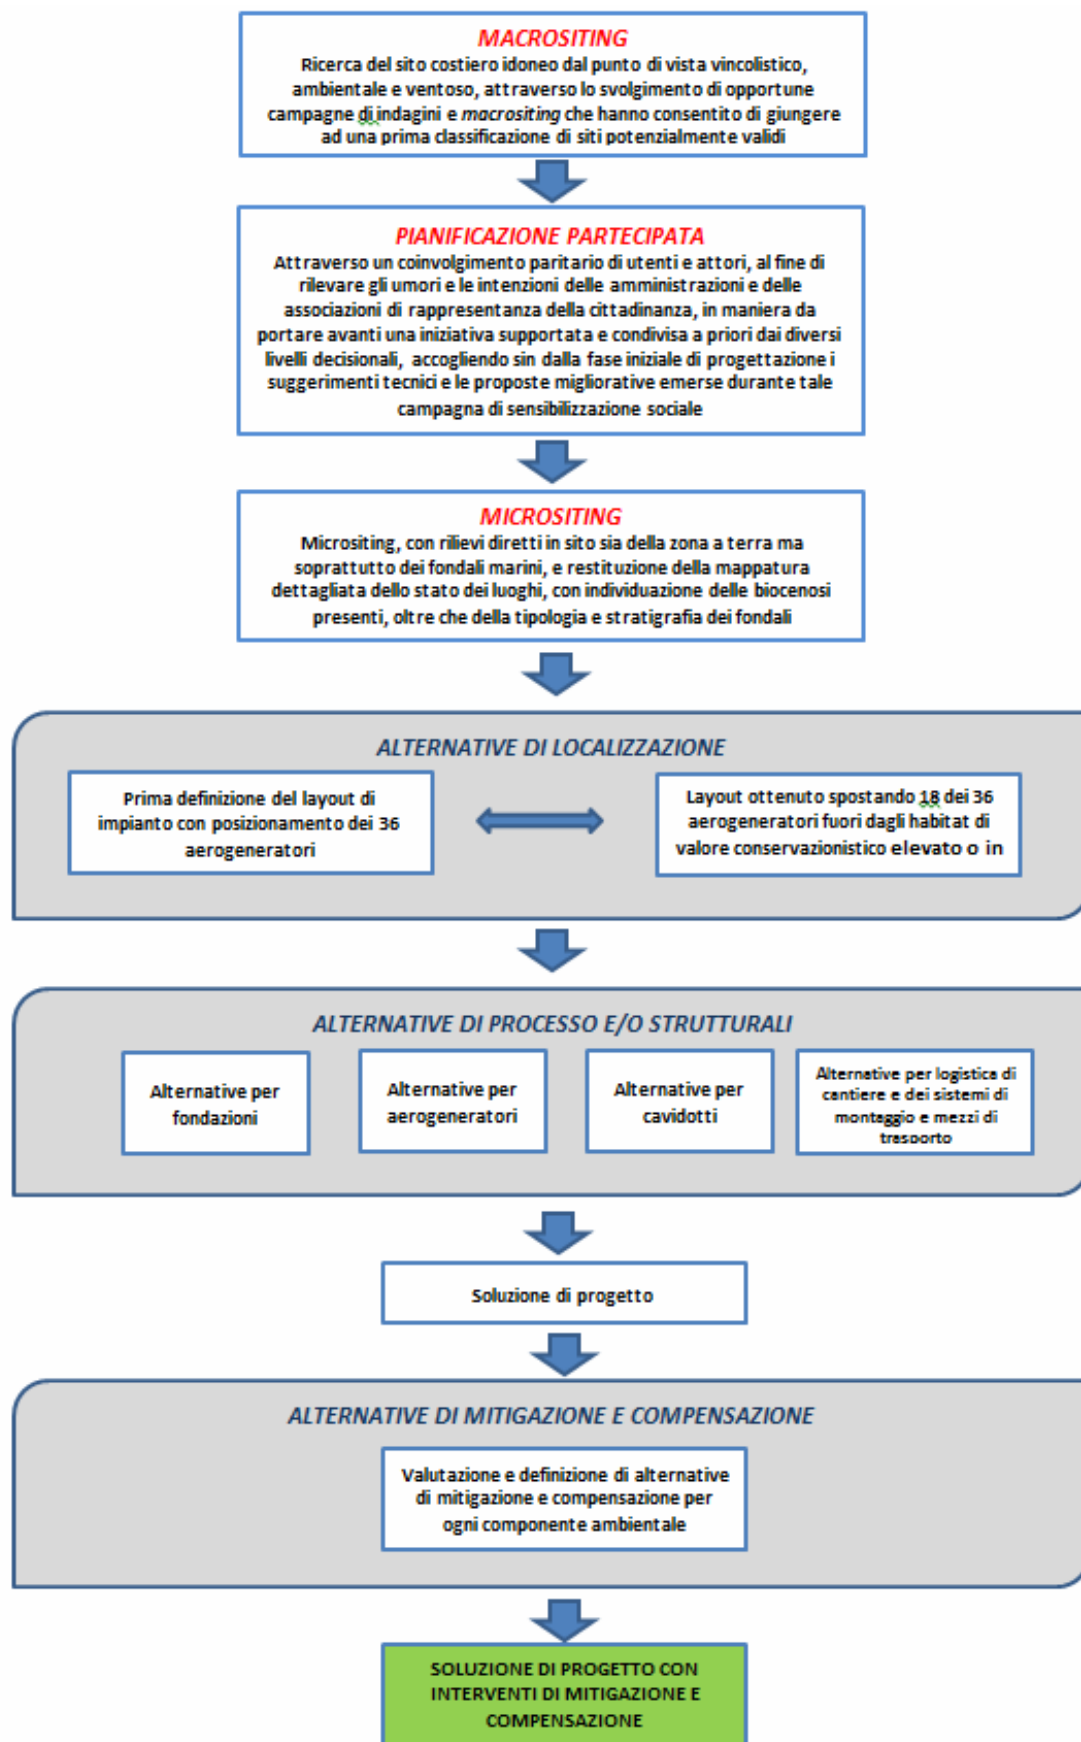 MACROSITING
Ricerca del sito costiero idoneo dal punto di vista vincolistico,
ambientale e ventoso, attraverso lo svolgimento di opportune
campagne di indagini e macrositing che hanno consentito di giungere
ad una prima classificazione di siti potenzialmente validi
PIANIFICAZIONE PARTECIPATA
Attraverso un coinvolgimento paritario di utenti e attori, al fine di
rilevare gli umori e le intenzioni delle amministrazioni e delle
associazioni di rappresentanza della cittadinanza, in maniera da
portare avanti una iniziativa supportata e condivisa a priori dai diversi
livelli decisionali, accogliendo sin dalla fase iniziale di progettazione i
suggerimenti tecnici e le proposte migliorative emerse durante tale
campagna di sensibilizzazione sociale
MICROSITING
Micrositing, con rilievi diretti in sito sia della zona a terra ma
soprattutto dei fondali marini, e restituzione della mappatura
dettagliata dello stato dei luoghi, con individuazione delle biocenosi
presenti, oltre che della tipologia e stratigrafia dei fondali
ALTERNATIVE DI LOCALIZZAZIONE
Prima definizione del layout di
impianto con posizionamento dei 36
aerogeneratori
Layout ottenuto spostando 18 dei 36
aerogeneratori fuori dagli habitat di
valore conservazionistico elevato o in
ALTERNATIVE DI PROCESSO E/O STRUTTURALI
Alternative per
fondazioni
Alternative per
aerogeneratori
Alternative per
cavidotti
Alternative per logistica di
cantiere e dei sistemi di
montaggio e mezzi di
trasporto
Soluzione di progetto
ALTERNATIVE DI MITIGAZIONE E COMPENSAZIONE
Valutazione e definizione di alternative
di mitigazione e compensazione per
ogni componente ambientale
SOLUZIONE DI PROGETTO CON
INTERVENTI DI MITIGAZIONE E
COMPENSAZIONE